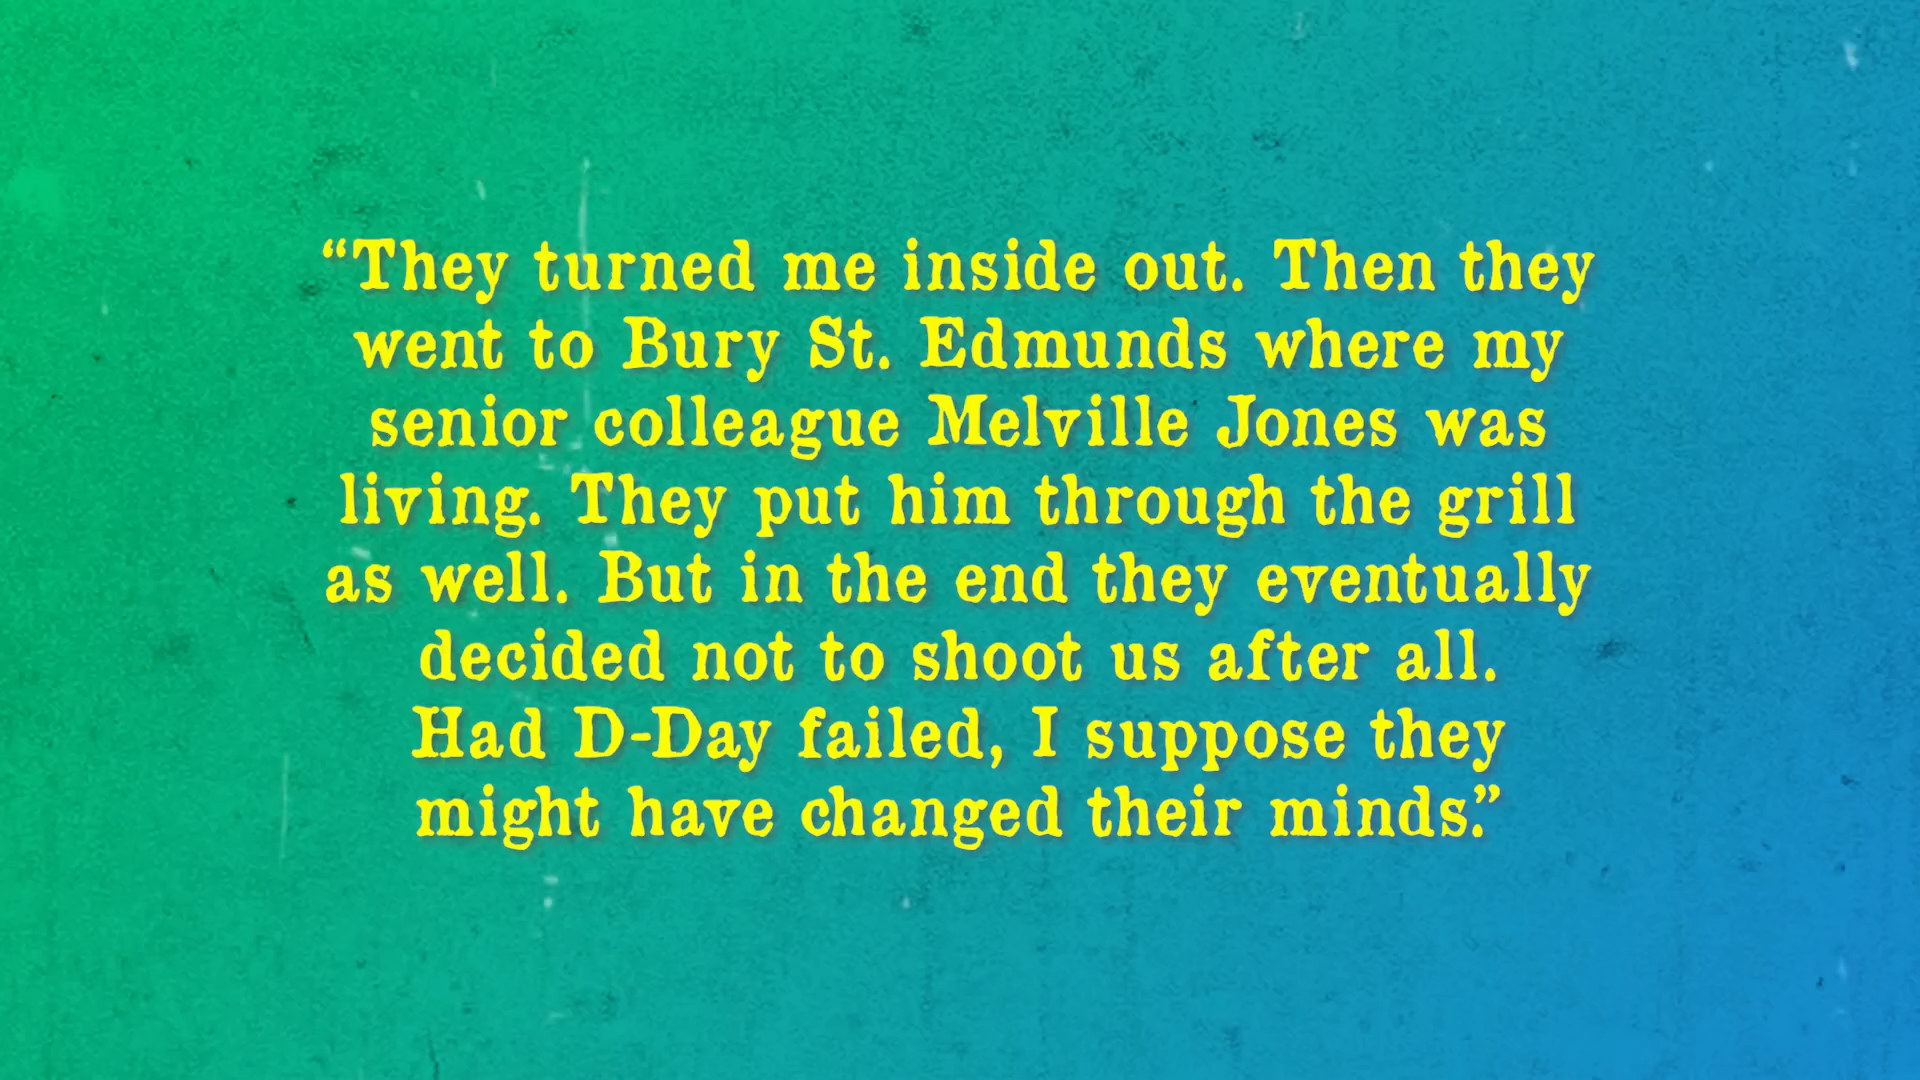 “They turned me inside out. Then they
went to Bury St. Edmunds where my
senior colleague Melville Jones was
living. They put him through the grill
as well. But in the end they eventually
decided not to shoot us after all.
Had D-Day failed, I suppose they
might have changed their minds.”